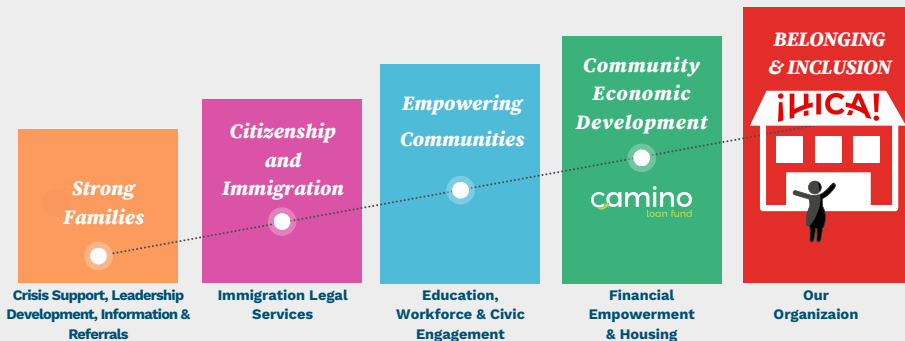 Strong
Families
Crisis Support, Leadership
Development, Information &
Referrals
Citizenship
and
Immigration
Immigration Legal
Services
Empowering
Communities
Education,
Workforce & Civic
Engagement
Community
Economic
Development
camino
loan fund
Financial
Empowerment
& Housing
BELONGING
& INCLUSION
¡HICA!
Our
Organizaion